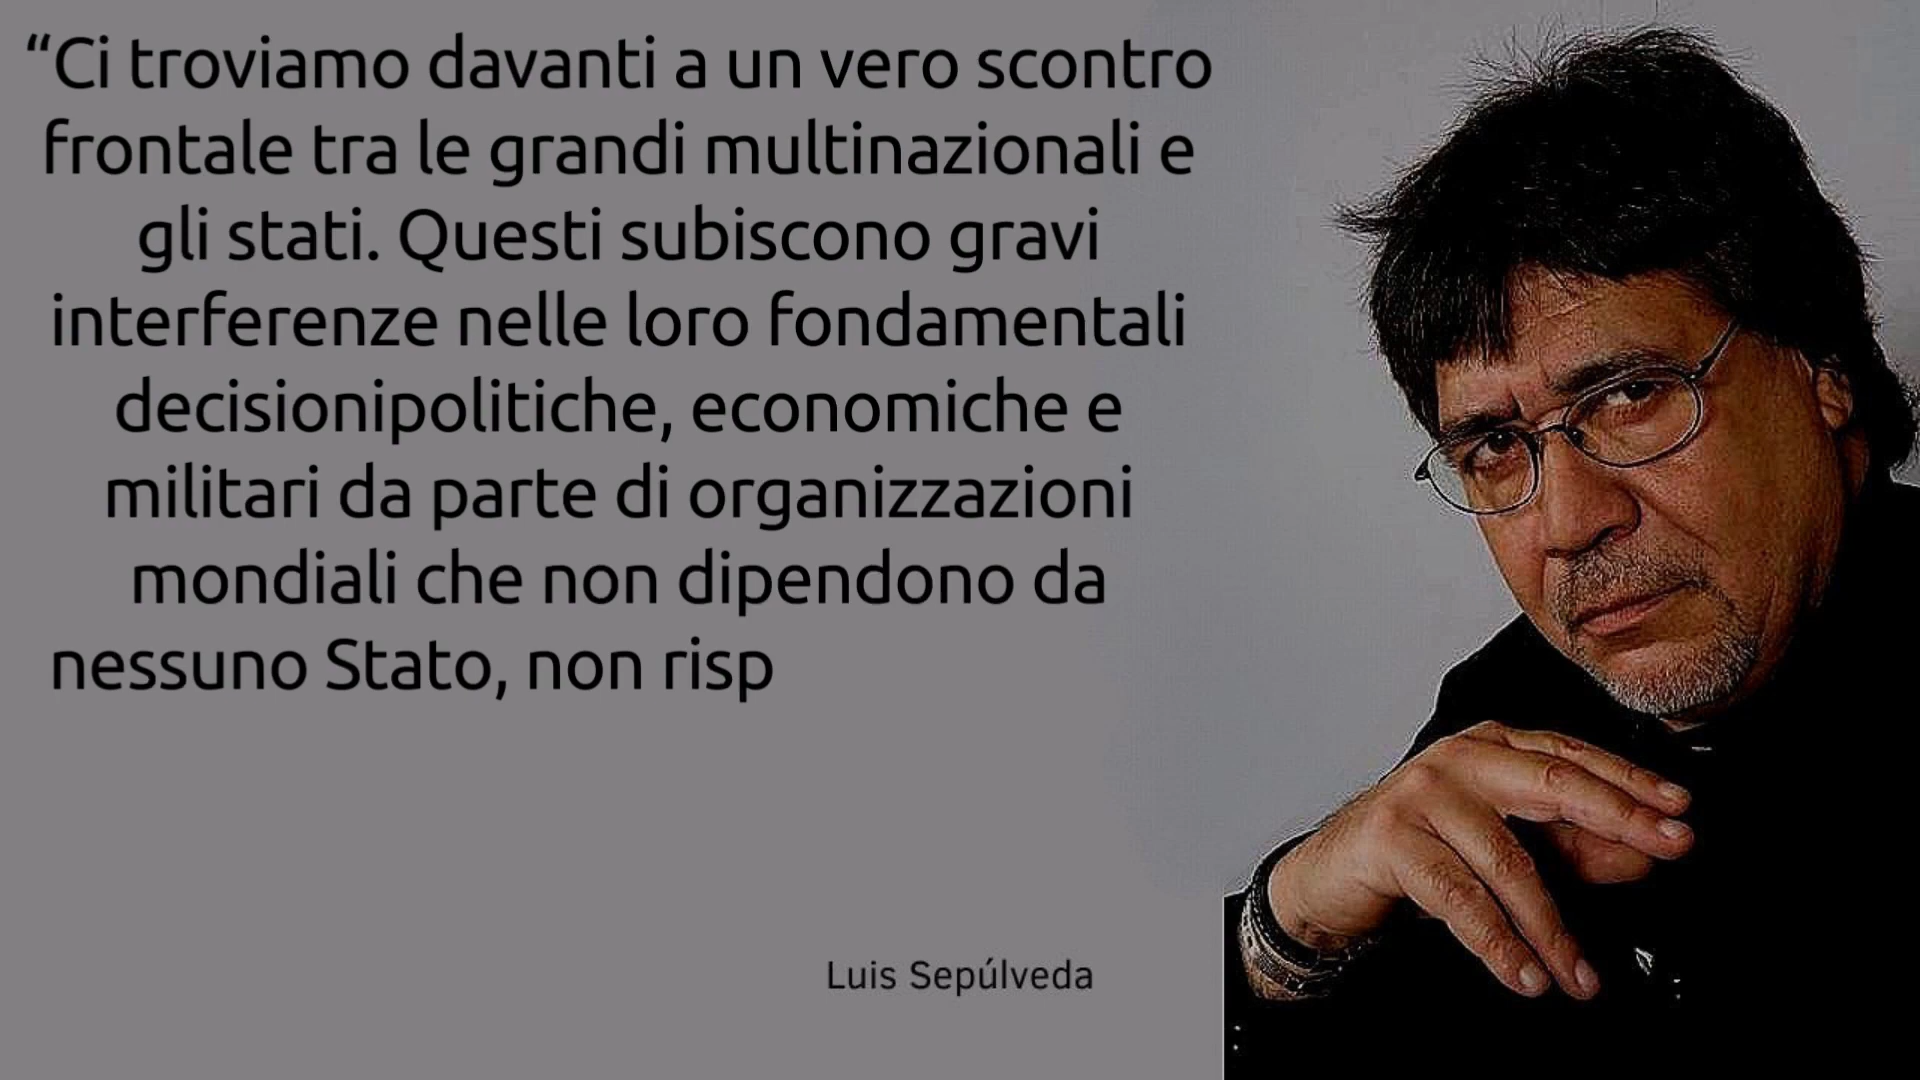 “Ci troviamo davanti a un vero scontro
frontale tra le grandi multinazionali e
gli stati. Questi subiscono gravi
interferenze nelle loro fondamentali
decisionipolitiche, economiche e
militari da parte di organizzazioni
mondiali che non dipendono da
nessuno Stato, non risp
Luis Sepúlveda